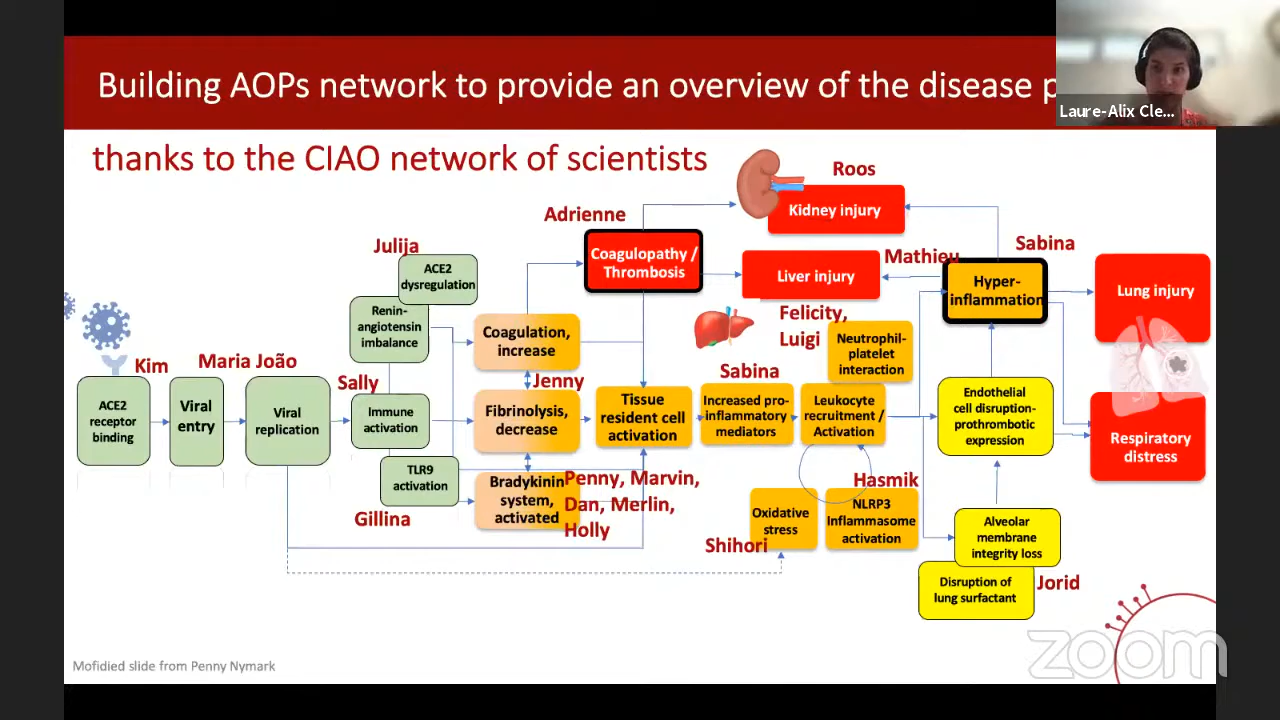 Building AOPs network to provide an overview of the disease p
Laure-Alix Cle...
thanks to the CIAO network of scientists
Roos
Kidney injury
Adrienne
Coagulopathy /
Thrombosis
Julija
ACE2
dysregulation
Liver injury
Mathieu
Sabina
Hyper-
inflammation
Lung injury
Renin-
angiotensin
imbalance
Coagulation,
increase
Felicity,
Luigi
Neutrophil-
platelet
interaction
Kim
Maria João
Sally
Jenny
Sabina
ACE2
receptor
binding
Viral
entry
Viral
replication
Immune
activation
Fibrinolysis,
decrease
Tissue
resident cell
activation
Increased pro-
inflammatory
mediators
Leukocyte
recruitment /
Activation
Endothelial
cell disruption-
prothrombotic
expression
Respiratory
distress
TLR9
activation
Gillina
Bradykinin
system,
activated
Penny, Marvin,
Dan, Merlin,
Holly
Hasmik
Oxidative
stress
Shihori
NLRP3
Inflammasome
activation
Alveolar
membrane
integrity loss
Disruption of
lung surfactant
Jorid
Mofidied slide from Penny Nymark
zoom